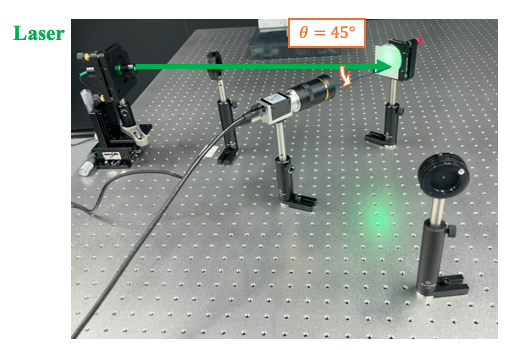 Laser
θ = 45°